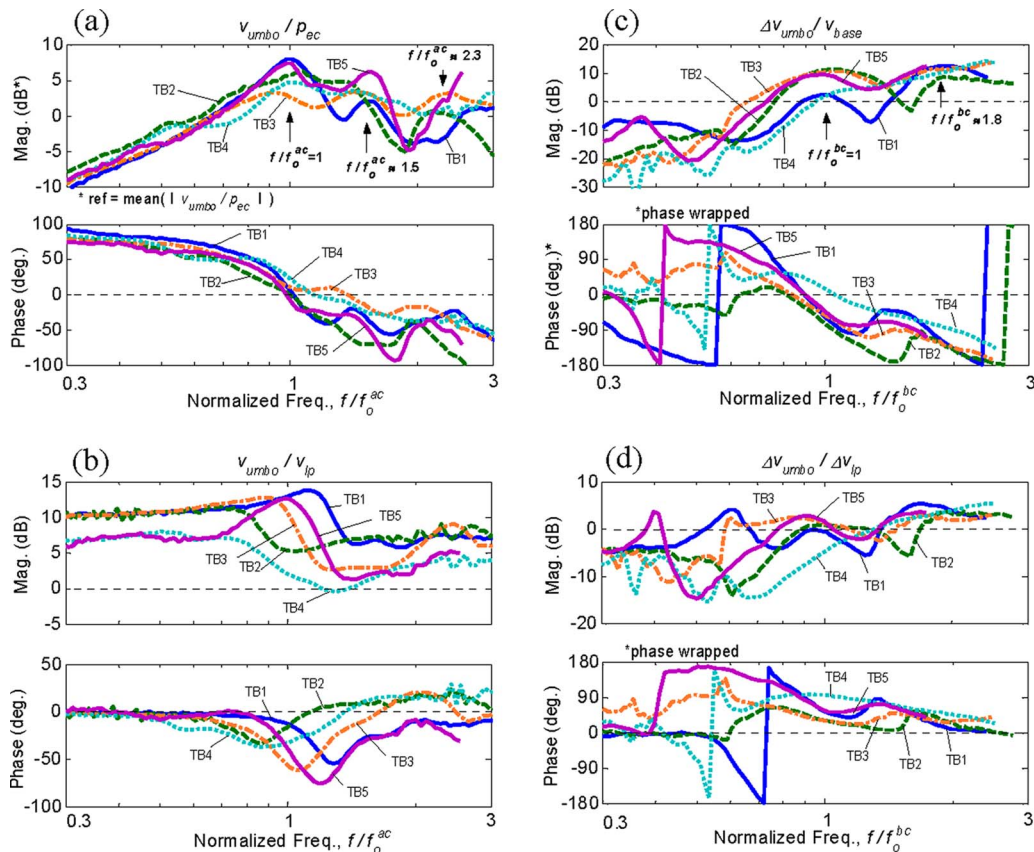 (a)
v_umbo / p_ec
Mag. (dB*)
10
5
0
-5
-10
TB2
TB3
TB4
TB5
TB1
f/f_o^ac ≈ 2.3
f/f_o^ac=1
f/f_o^ac ≈ 1.5
* ref = mean( | v_umbo / p_ec | )
Phase (deg.)
100
50
0
-50
-100
TB1
TB4
TB3
TB2
TB5
0.3
1
3
Normalized Freq., f/f_o^ac
(c)
Δv_umbo / v_base
Mag. (dB)
20
10
0
-10
-20
-30
TB2
TB3
TB5
TB4
TB1
f/f_o^bc=1
f/f_o^bc≈1.8
*phase wrapped
Phase (deg.)*
180
90
0
-90
-180
TB5
TB1
TB3
TB4
TB2
0.3
1
3
Normalized Freq., f/f_o^bc
(b)
v_umbo / v_lp
Mag. (dB)
15
10
5
0
5
TB1
TB5
TB3
TB2
TB4
Phase (deg.)
50
0
-50
-100
TB1
TB2
TB4
TB3
TB5
0.3
1
3
Normalized Freq., f/f_o^ac
(d)
Δv_umbo / Δv_lp
Mag. (dB)
20
10
0
-10
-20
TB3
TB5
TB4
TB1
TB2
*phase wrapped
Phase (deg.)
180
90
0
-90
-180
TB4
TB5
TB3
TB2
TB1
0.3
1
3
Normalized Freq., f/f_o^bc